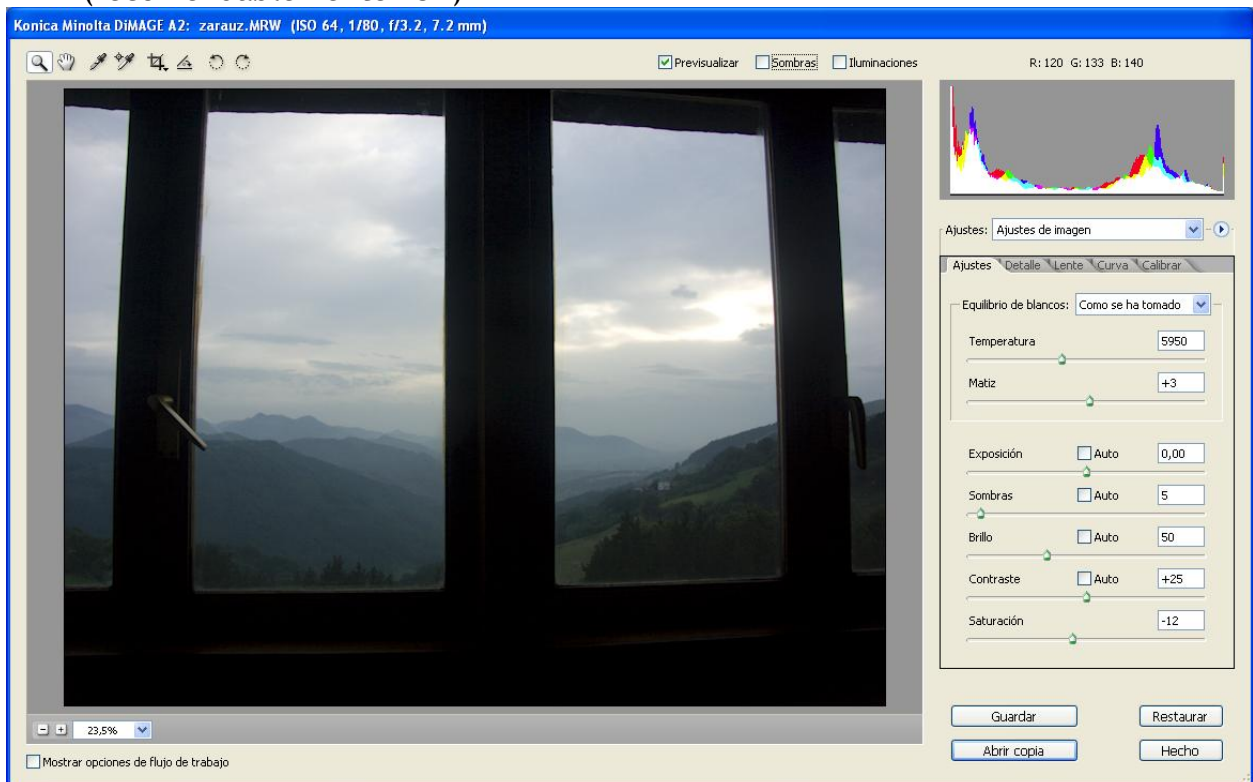 Konica Minolta DiMAGE A2: zarauz.MRW (ISO 64, 1/80, f/3.2, 7.2 mm)
Previsualizar Sombras Iluminaciones R: 120 G: 133 B: 140
Ajustes: Ajustes de imagen
Ajustes Detalle Lente Curva Calibrar
Equilibrio de blancos: Como se ha tomado
Temperatura 5950
Matiz +3
Exposición Auto 0,00
Sombras Auto 5
Brillo Auto 50
Contraste Auto +25
Saturación -12
23,5%
Guardar Restaurar
Mostrar opciones de flujo de trabajo
Abrir copia Hecho